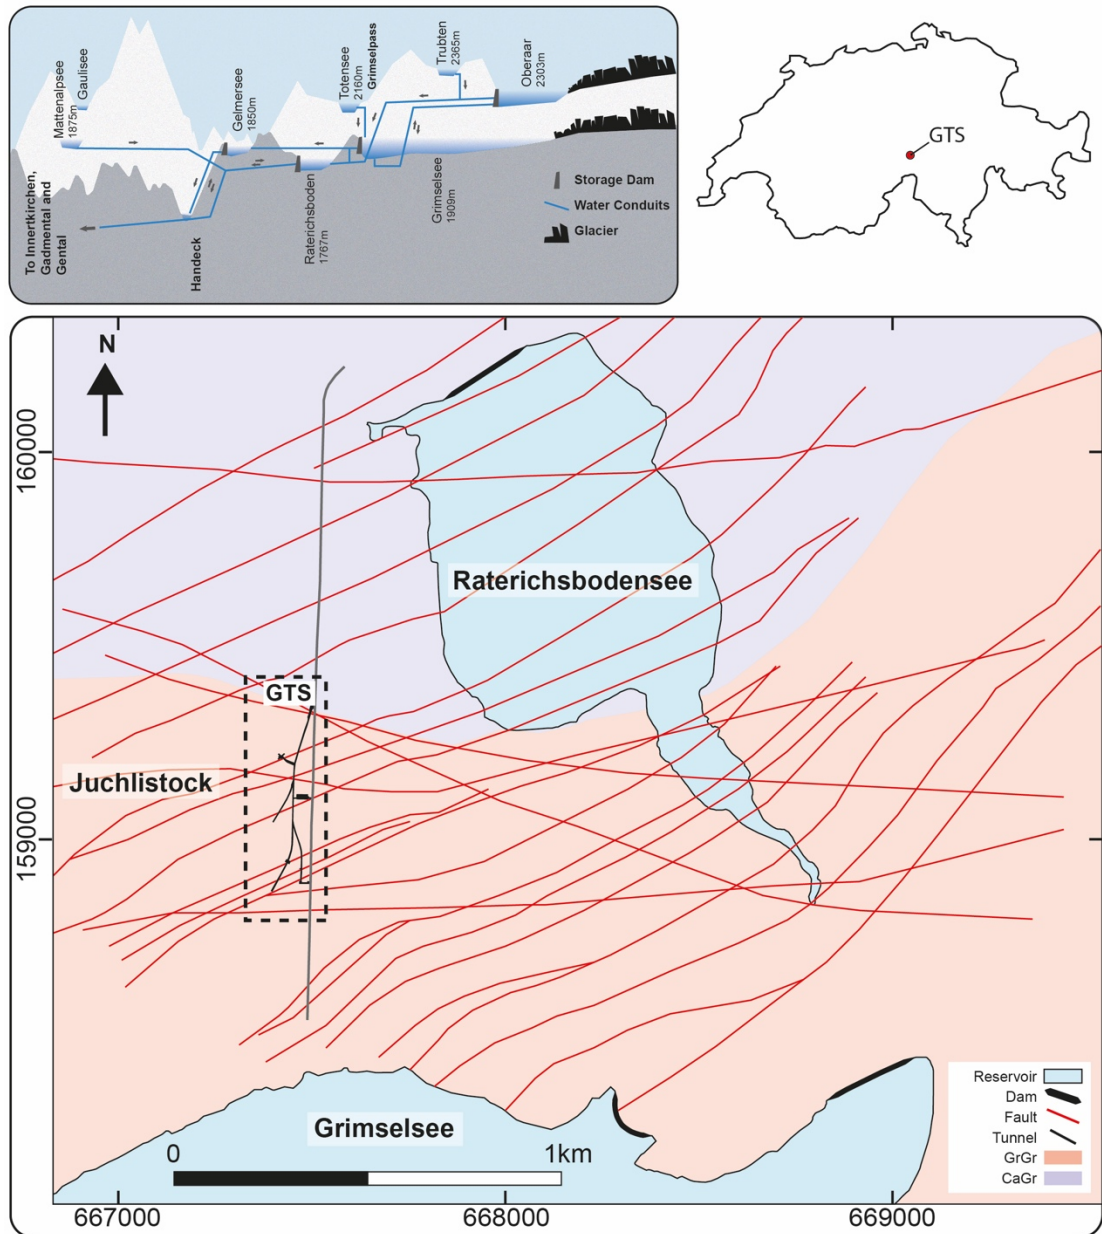 Mattenalpsee
1875m
Gaulisee
Gelmersee
1850m
Totensee
2160m
Grimselpass
Trubten
2365m
Oberaar
2303m
To Innertkirchen,
Gadmental and
Gental
Handeck
Raterichsboden
1767m
Grimselsee
1909m
Storage Dam
Water Conduits
Glacier
GTS
N
160000
159000
Raterichsbodensee
GTS
Juchlistock
Grimselsee
0
1km
Reservoir
Dam
Fault
Tunnel
GrGr
CaGr
667000
668000
669000